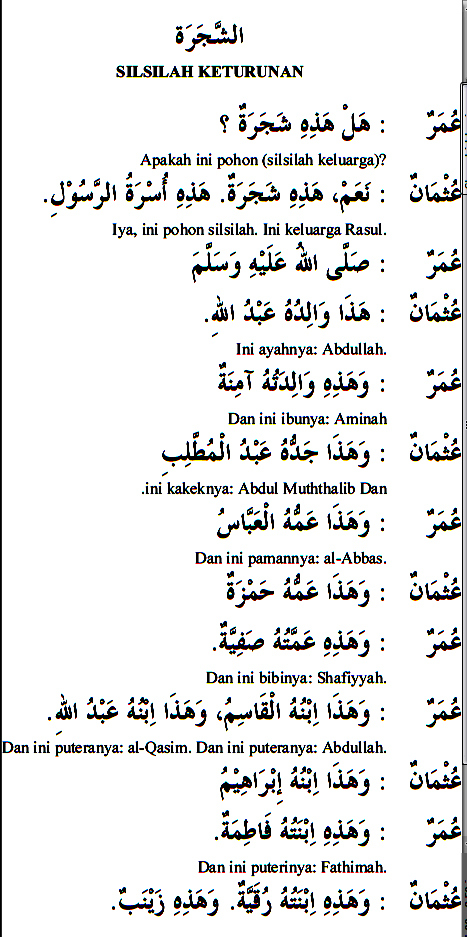 الشَّجَرَة
SILSILAH KETURUNAN
عُمَرُ : هَلْ هَذِهِ شَجَرَةٌ ؟
Apakah ini pohon (silsilah keluarga)?
عُثْمَانُ : نَعَمْ، هَذِهِ شَجَرَةٌ. هَذِهِ أُسْرَةُ الرَّسُوْلِ.
Iya, ini pohon silsilah. Ini keluarga Rasul.
عُمَرُ : صَلَّى اللهُ عَلَيْهِ وَسَلَّمَ
عُثْمَانُ : هَذَا وَالِدُهُ عَبْدُ اللهِ.
Ini ayahnya: Abdullah.
عُمَرُ : وَهَذِهِ وَالِدَتُهُ آمِنَةٌ
Dan ini ibunya: Aminah
عُثْمَانُ : وَهَذَا جَدُّهُ عَبْدُ الْمُطَّلِبِ
.ini kakeknya: Abdul Muththalib Dan
عُمَرُ : وَهَذَا عَمُّهُ الْعَبَّاسُ
Dan ini pamannya: al-Abbas.
عُثْمَانُ : وَهَذَا عَمُّهُ حَمْزَةٌ
عُمَرُ : وَهَذِهِ عَمَّتُهُ صَفِيَّةٌ.
Dan ini bibinya: Shafiyyah.
عُمَرُ : وَهَذَا اِبْنُهُ الْقَاسِمُ، وَهَذَا اِبْنُهُ عَبْدُ اللهِ.
Dan ini puteranya: al-Qasim. Dan ini puteranya: Abdullah.
عُثْمَانُ : وَهَذَا اِبْنُهُ إِبْرَاهِيْمُ
عُمَرُ : وَهَذِهِ اِبْنَتُهُ فَاطِمَةٌ.
Dan ini puterinya: Fathimah.
عُثْمَانُ : وَهَذِهِ اِبْنَتُهُ رُقَيَّةٌ. وَهَذِهِ زَيْنَبٌ.